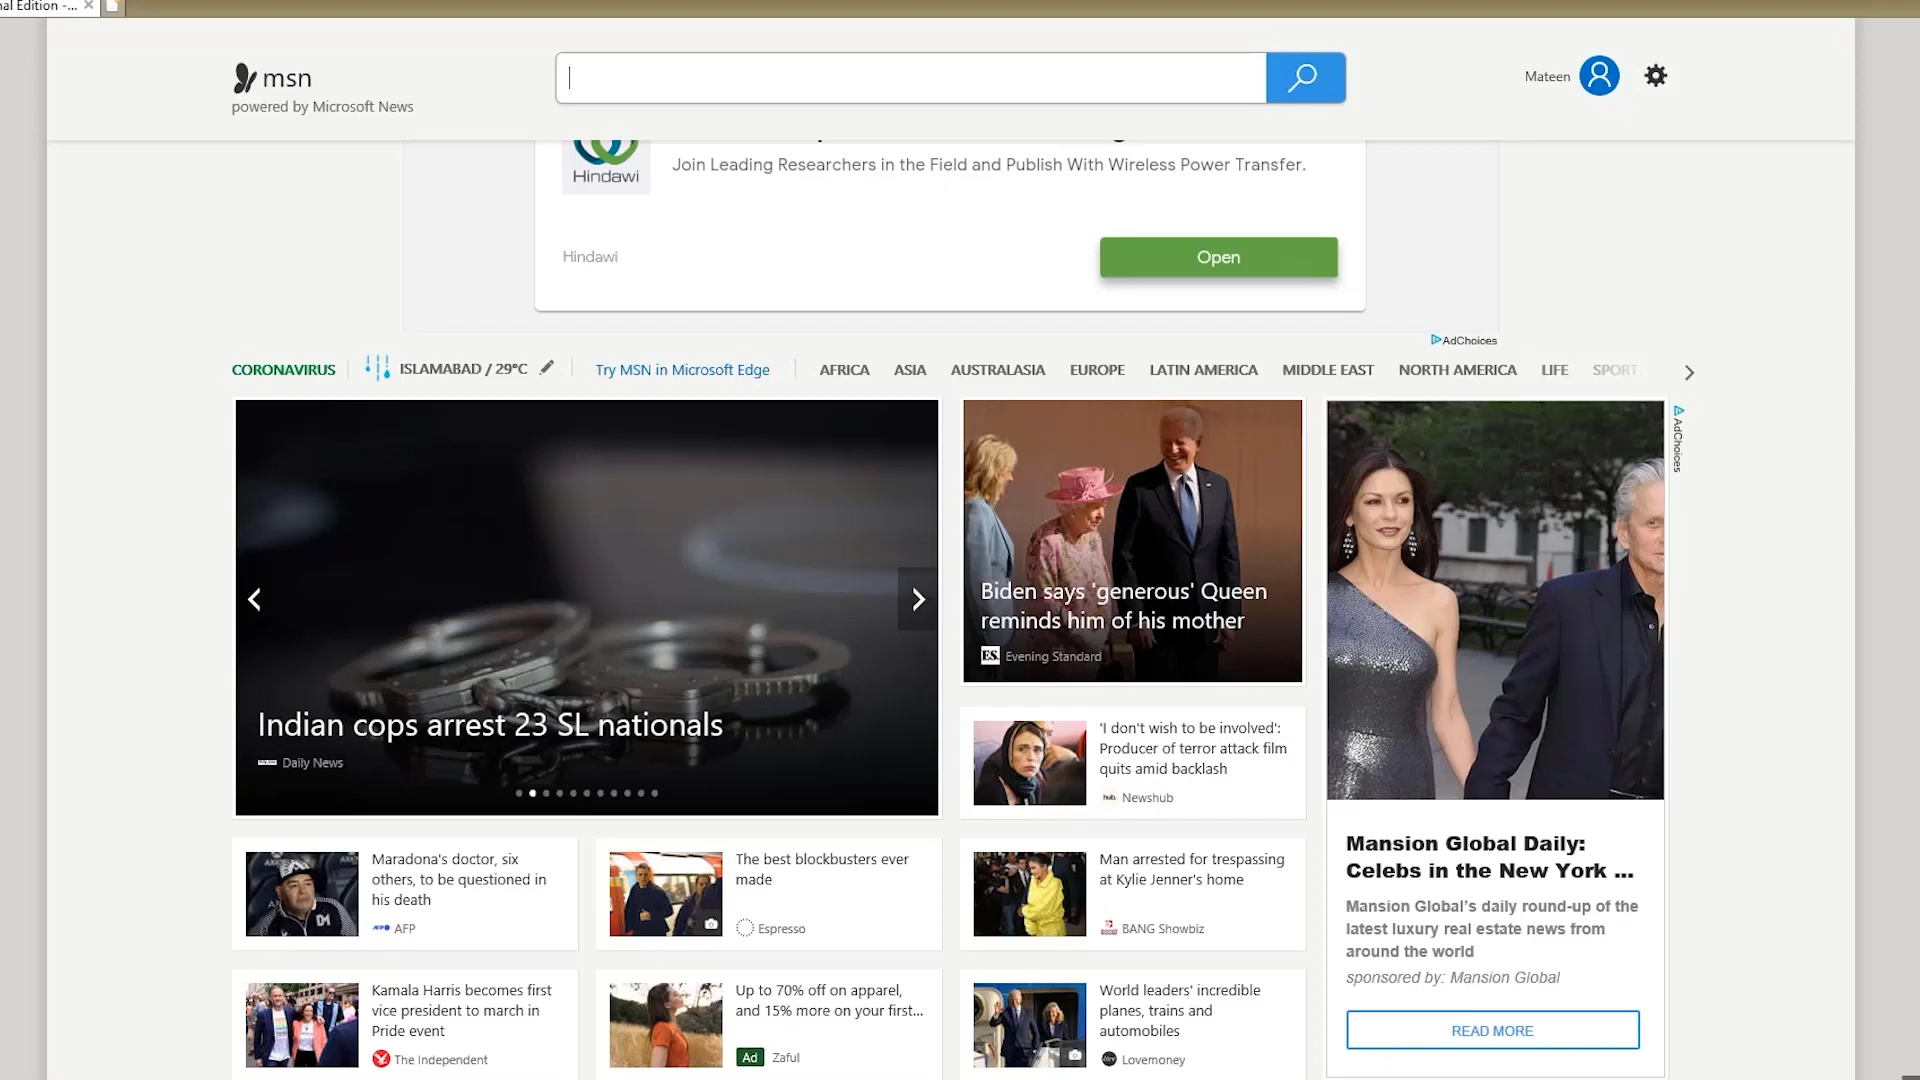 nal Edition -...
msn
powered by Microsoft News
Mateen
Hindawi
Join Leading Researchers in the Field and Publish With Wireless Power Transfer.
Hindawi
Open
AdChoices
CORONAVIRUS
ISLAMABAD / 29°C
Try MSN in Microsoft Edge
AFRICA
ASIA
AUSTRALASIA
EUROPE
LATIN AMERICA
MIDDLE EAST
NORTH AMERICA
LIFE
SPORT
Indian cops arrest 23 SL nationals
Daily News
Biden says 'generous' Queen
reminds him of his mother
ES
Evening Standard
'I don't wish to be involved':
Producer of terror attack film
quits amid backlash
hub.
Newshub
AdChoices
Mansion Global Daily:
Celebs in the New York ...
Mansion Global's daily round-up of the
latest luxury real estate news from
around the world
sponsored by: Mansion Global
READ MORE
Maradona's doctor, six
others, to be questioned in
his death
AFP
The best blockbusters ever
made
Espresso
Man arrested for trespassing
at Kylie Jenner's home
BANG Showbiz
Kamala Harris becomes first
vice president to march in
Pride event
The Independent
Up to 70% off on apparel,
and 15% more on your first...
Ad
Zaful
World leaders' incredible
planes, trains and
automobiles
Lovemoney